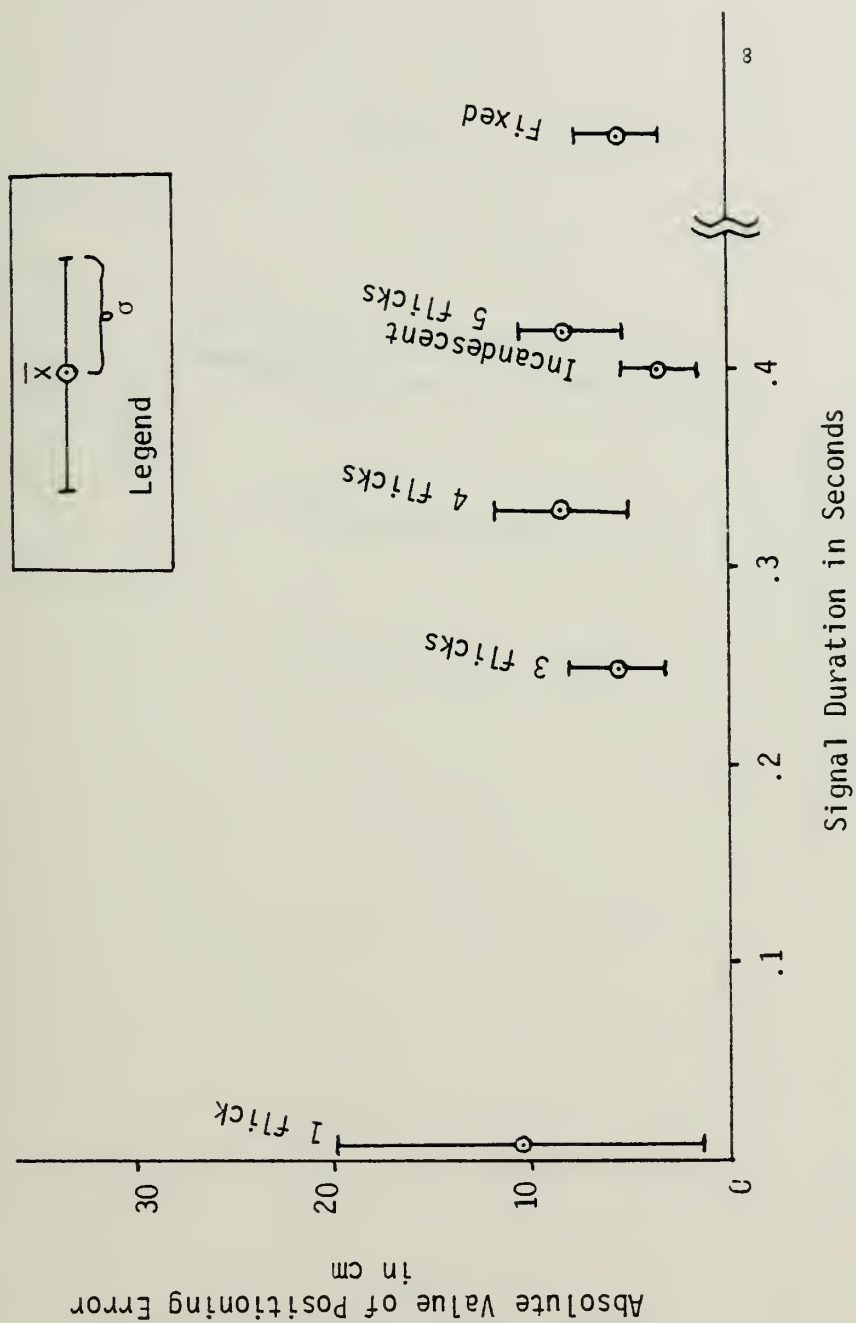 Absolute Value of Positioning Error
in cm
30
20
10
0
.1
.2
.3
.4
∞
Signal Duration in Seconds
1 flick
3 flicks
4 flicks
Incandescent
5 flicks
Fixed
X̄
σ
Legend